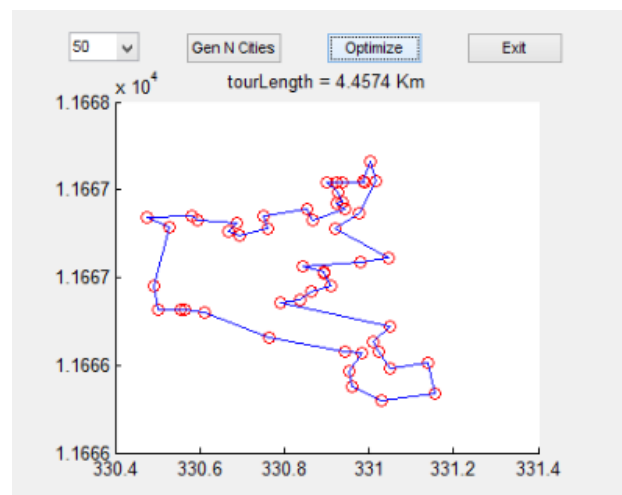 50 Gen N Cities Optimize Exit
tourLength = 4.4574 Km
x 10^4
1.1668
1.1667
1.1667
1.1666
1.1666
330.4 330.6 330.8 331 331.2 331.4